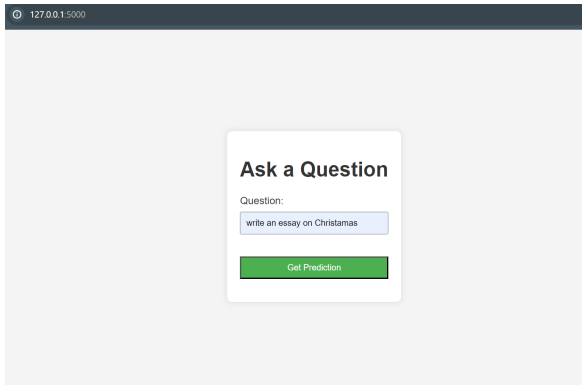 127.0.0.1:5000
Ask a Question
Question:
write an essay on Christamas
Get Prediction